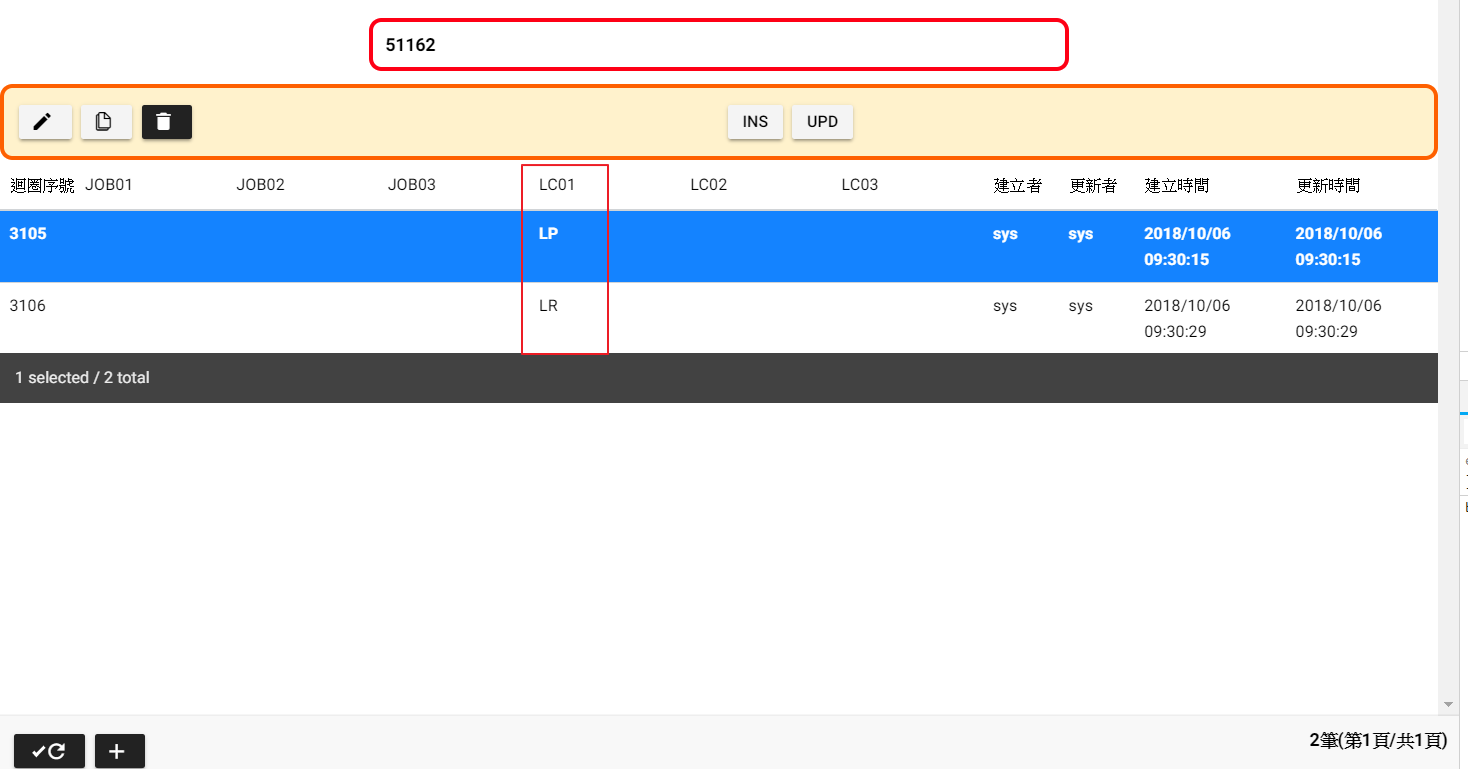 51162
INS UPD
迴圈序號 JOB01 JOB02 JOB03 LC01 LC02 LC03 建立者 更新者 建立時間 更新時間
3105 LP sys sys 2018/10/06 2018/10/06
09:30:15 09:30:15
3106 LR sys sys 2018/10/06 2018/10/06
09:30:29 09:30:29
1 selected / 2 total
2筆(第1頁/共1頁)